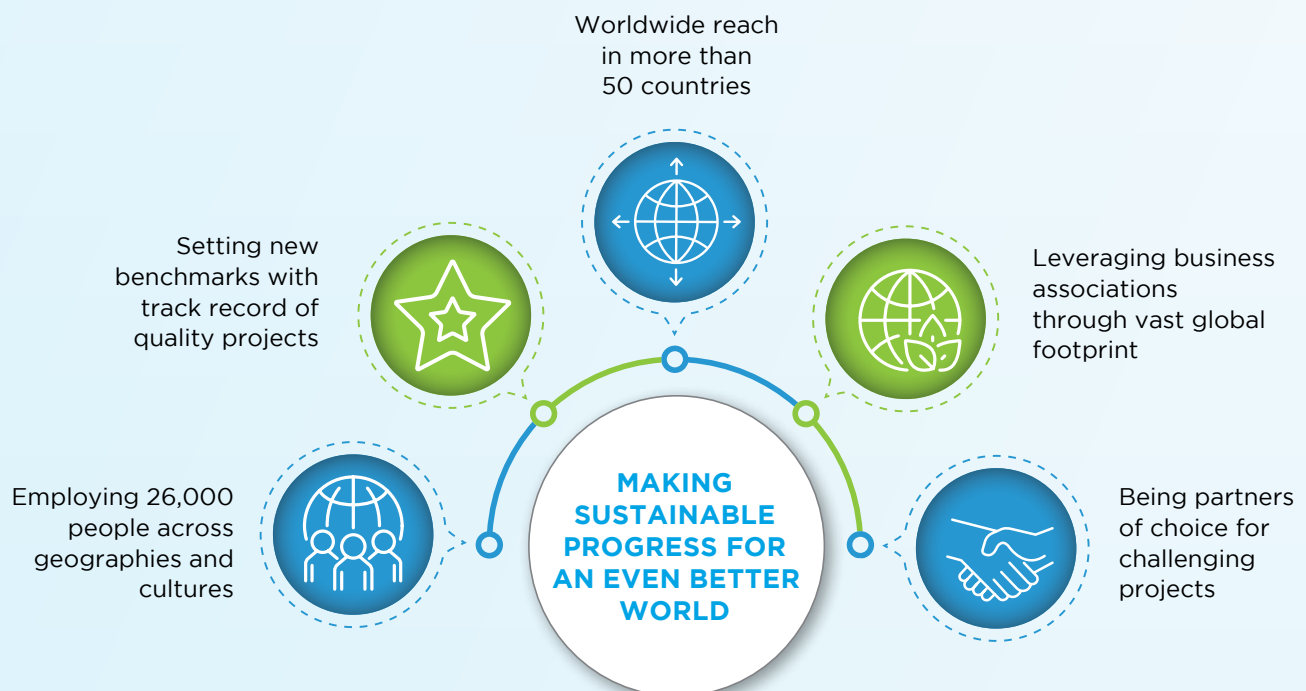 Worldwide reach
in more than
50 countries
Setting new
benchmarks with
track record of
quality projects
Leveraging business
associations
through vast global
footprint
Employing 26,000
people across
geographies and
cultures
MAKING
SUSTAINABLE
PROGRESS FOR
AN EVEN BETTER
WORLD
Being partners
of choice for
challenging
projects